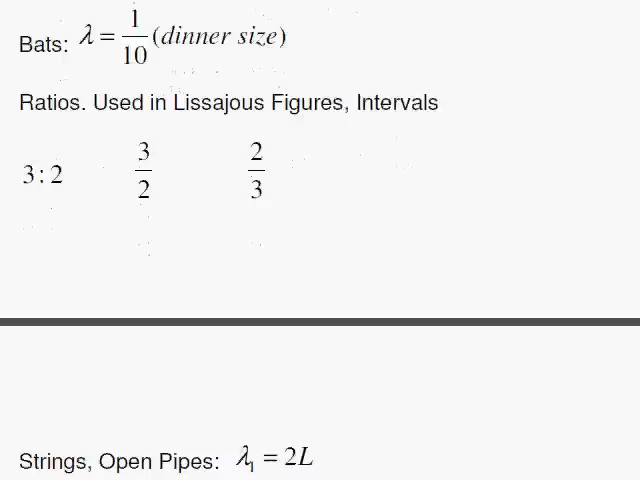 Bats: λ = 1/10 (dinner size)
Ratios. Used in Lissajous Figures, Intervals
3:2 3/2 2/3
Strings, Open Pipes: λ₁ = 2L